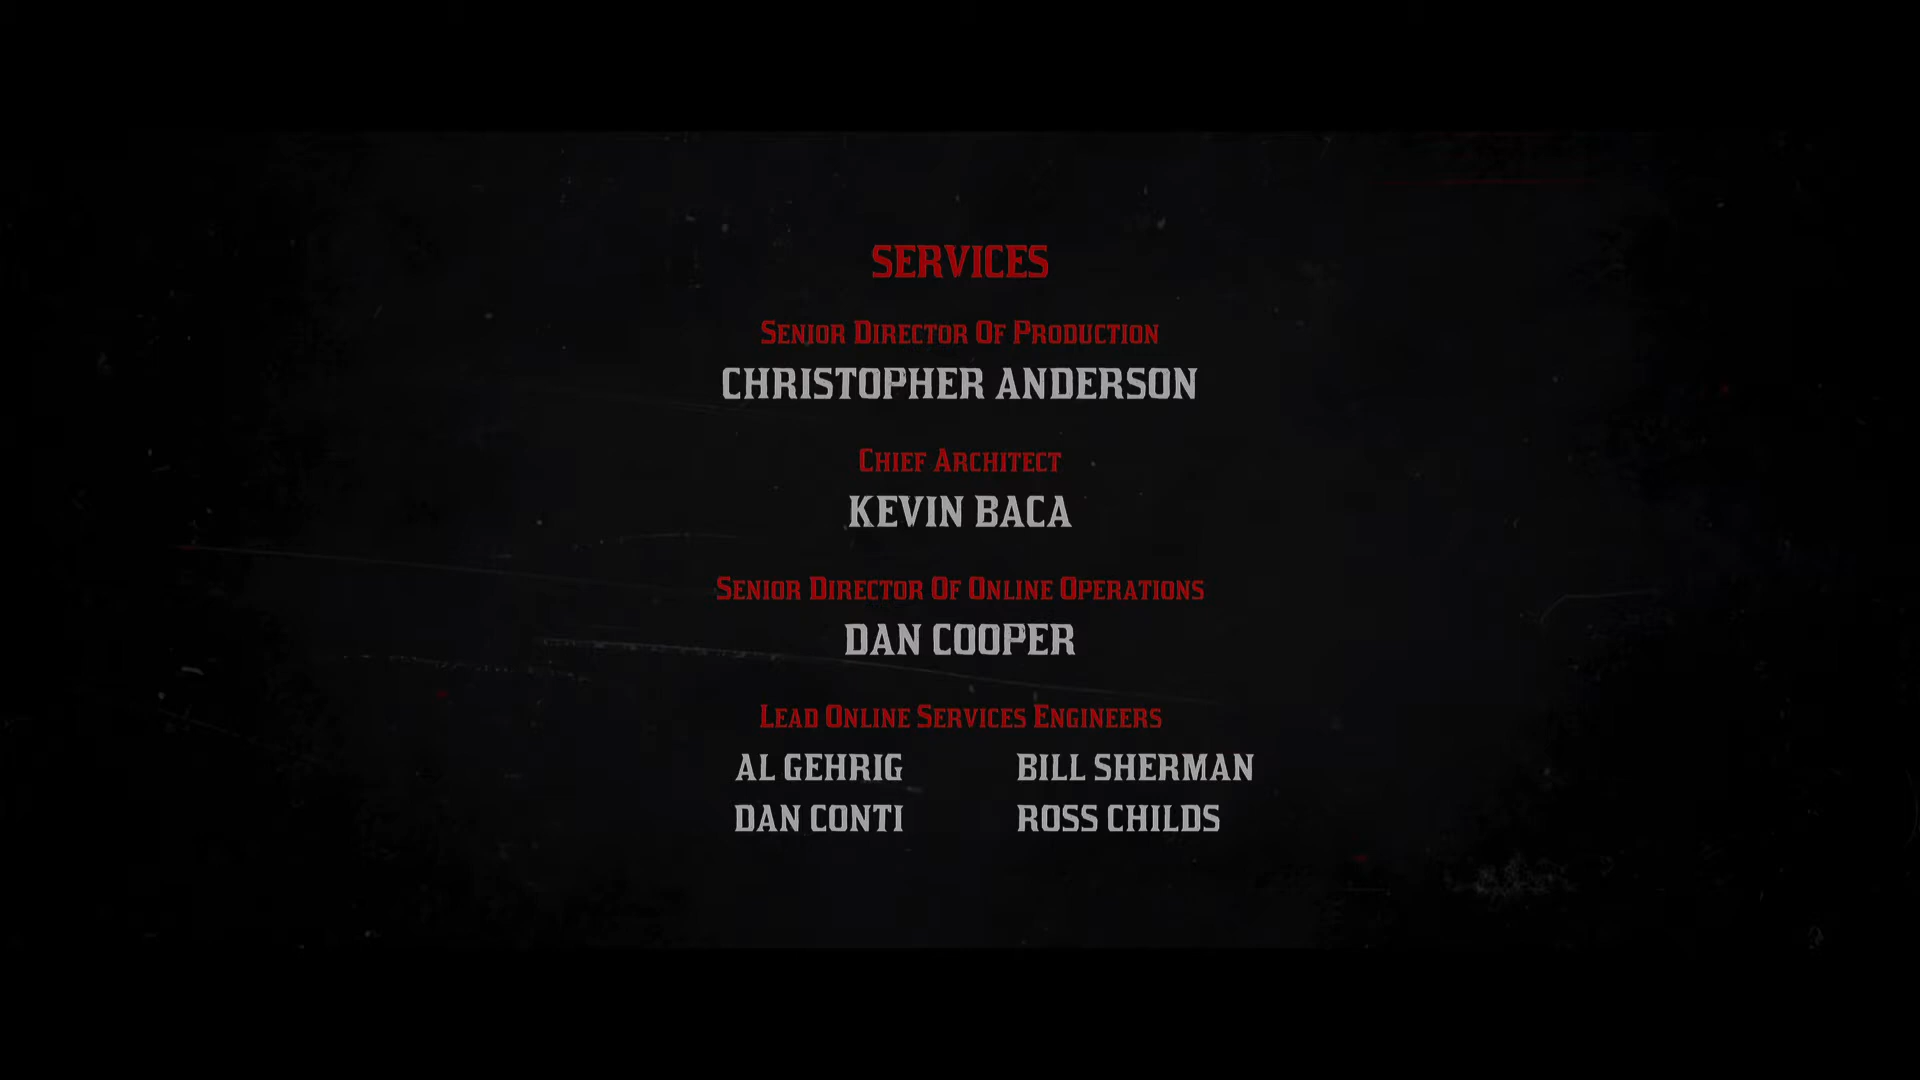 SERVICES
Senior Director Of Production
CHRISTOPHER ANDERSON
Chief Architect
KEVIN BACA
Senior Director Of Online Operations
DAN COOPER
Lead Online Services Engineers
AL GEHRIG BILL SHERMAN
DAN CONTI ROSS CHILDS